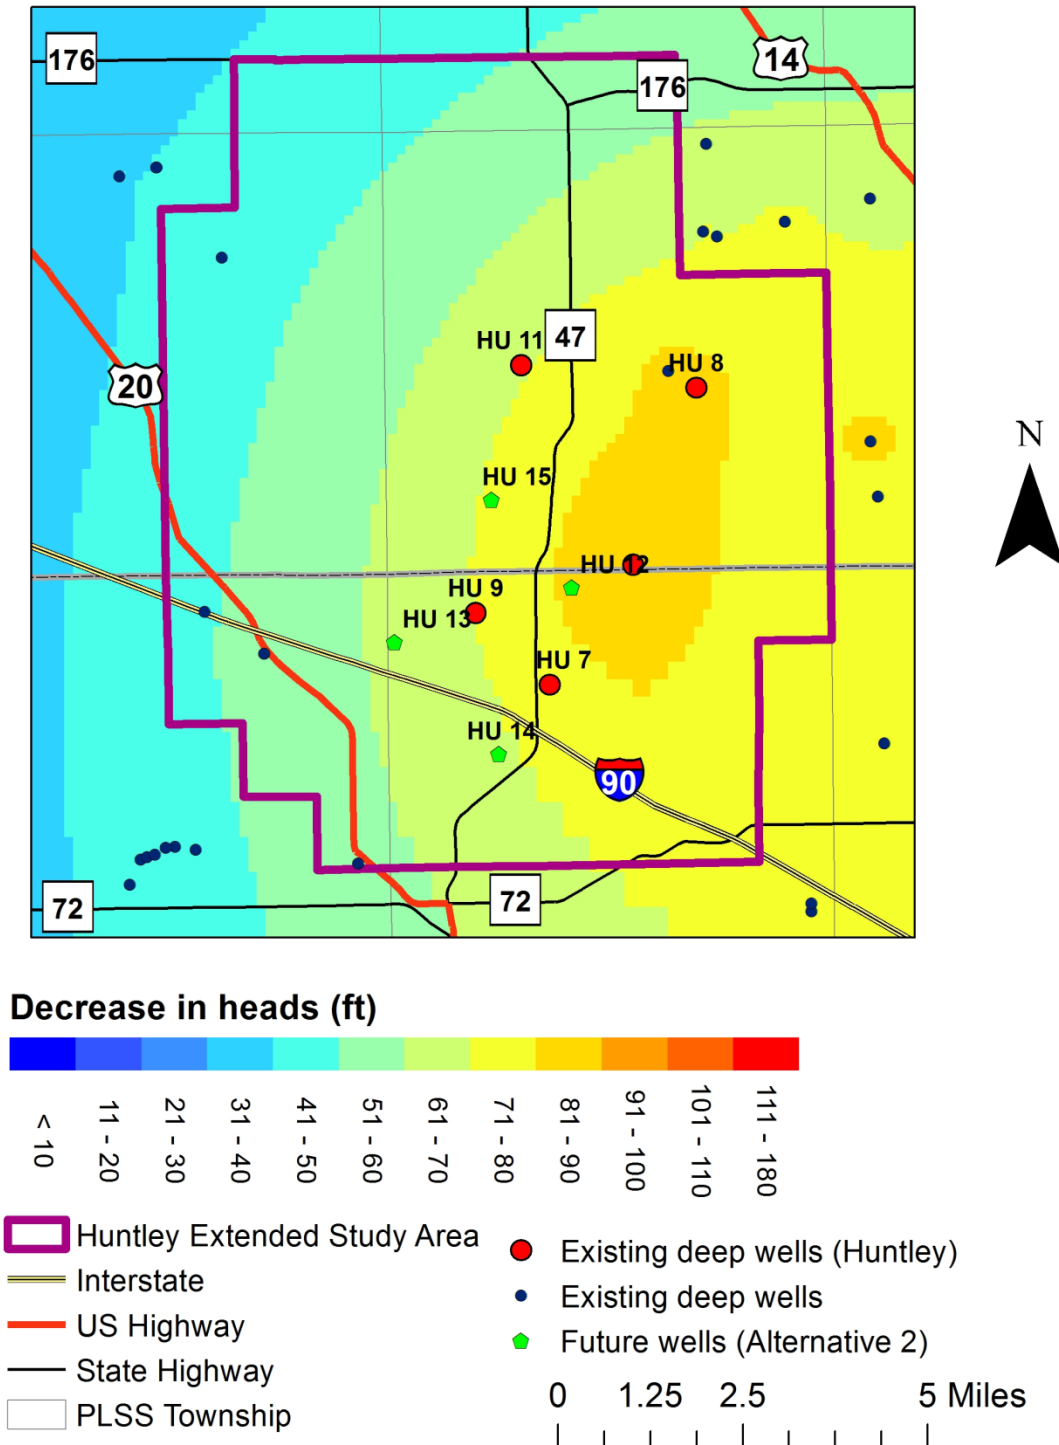 176
14
176
HU 11
47
HU 8
20
HU 15
N
HU 12
HU 9
HU 13
HU 7
HU 14
90
72
72
Decrease in heads (ft)
< 10
11 - 20
21 - 30
31 - 40
41 - 50
51 - 60
61 - 70
71 - 80
81 - 90
91 - 100
101 - 110
111 - 180
Huntley Extended Study Area
Interstate
US Highway
State Highway
PLSS Township
Existing deep wells (Huntley)
Existing deep wells
Future wells (Alternative 2)
0 1.25 2.5 5 Miles